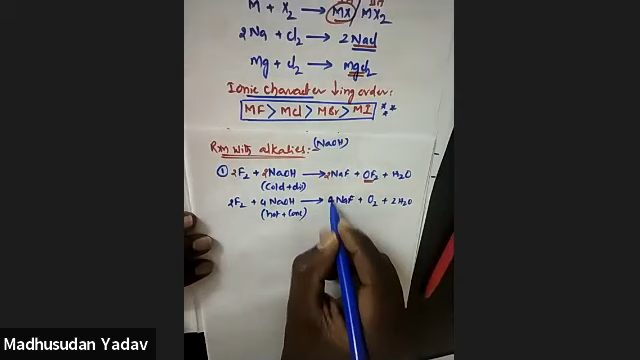 M + X₂ → MX / MX₂
2Na + Cl₂ → 2NaCl
Mg + Cl₂ → MgCl₂
Ionic character ↓ing order:
MF > MCl > MBr > MI **
Rxn with alkalies: (NaOH)
① 2F₂ + 2NaOH → 2NaF + OF₂ + H₂O
(cold + dil)
2F₂ + 4NaOH → 4NaF + O₂ + 2H₂O
(hot + conc)
Madhusudan Yadav